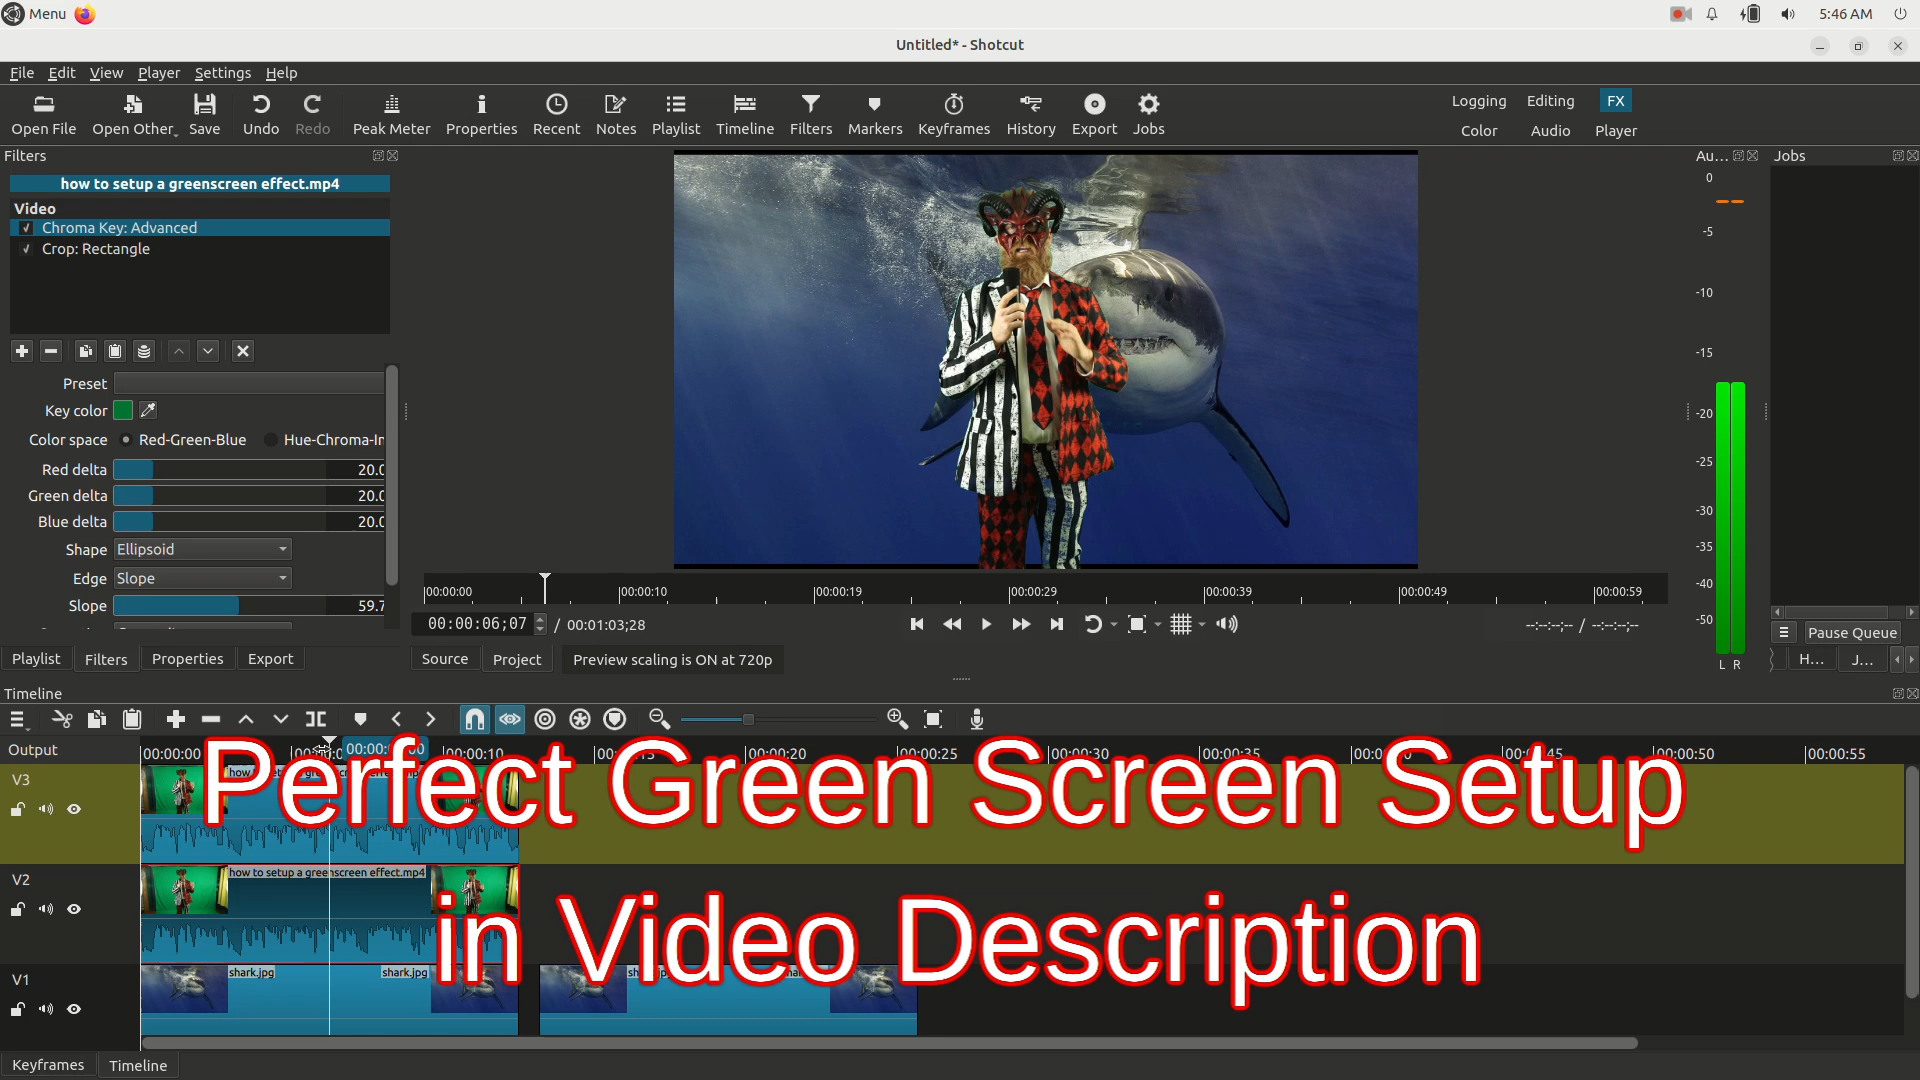 Menu
5:46 AM
Untitled* - Shotcut
File Edit View Player Settings Help
Open File Open Other Save Undo Redo Peak Meter Properties Recent Notes Playlist Timeline Filters Markers Keyframes History Export Jobs
Logging Editing FX
Color Audio Player
Filters
how to setup a greenscreen effect.mp4
Video
Chroma Key: Advanced
Crop: Rectangle
Preset
Key color
Color space Red-Green-Blue Hue-Chroma-In
Red delta 20.0
Green delta 20.0
Blue delta 20.0
Shape Ellipsoid
Edge Slope
Slope 59.7
Playlist Filters Properties Export
00:00:00 00:00:10 00:00:19 00:00:29 00:00:39 00:00:49 00:00:59
00:00:06;07 / 00:01:03;28
--:--:--;-- / --:--:--;--
Source Project Preview scaling is ON at 720p
Au...
0
-5
-10
-15
-20
-25
-30
-35
-40
-50
L R
Jobs
Pause Queue
H... J...
Timeline
Output
00:00:00 00:00:10 00:00:20 00:00:25 00:00:30 00:00:35 00:00:50 00:00:55
V3
V2
how to setup a greenscreen effect.mp4
V1
shark.jpg shark.jpg
Perfect Green Screen Setup
in Video Description
Keyframes Timeline